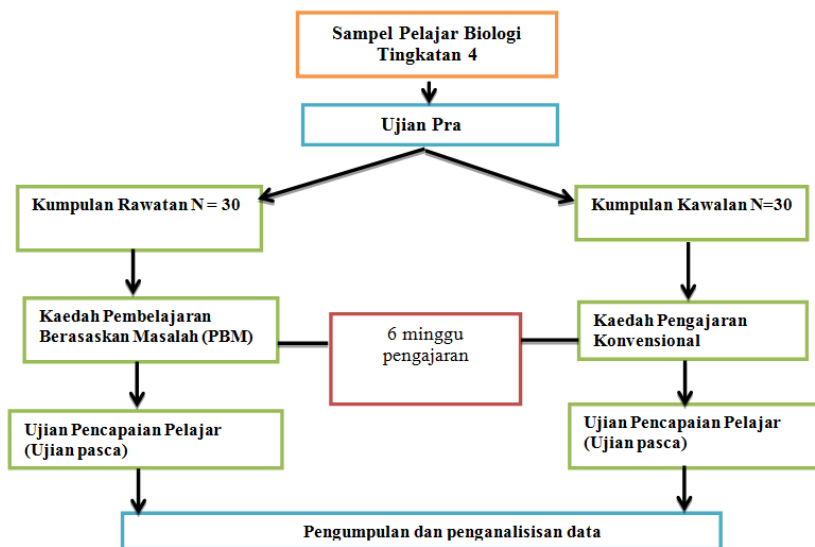 Sampel Pelajar Biologi
Tingkatan 4
Ujian Pra
Kumpulan Rawatan N = 30
Kumpulan Kawalan N=30
Kaedah Pembelajaran
Berasaskan Masalah (PBM)
6 minggu
pengajaran
Kaedah Pengajaran
Konvensional
Ujian Pencapaian Pelajar
(Ujian pasca)
Ujian Pencapaian Pelajar
(Ujian pasca)
Pengumpulan dan penganalisisan data